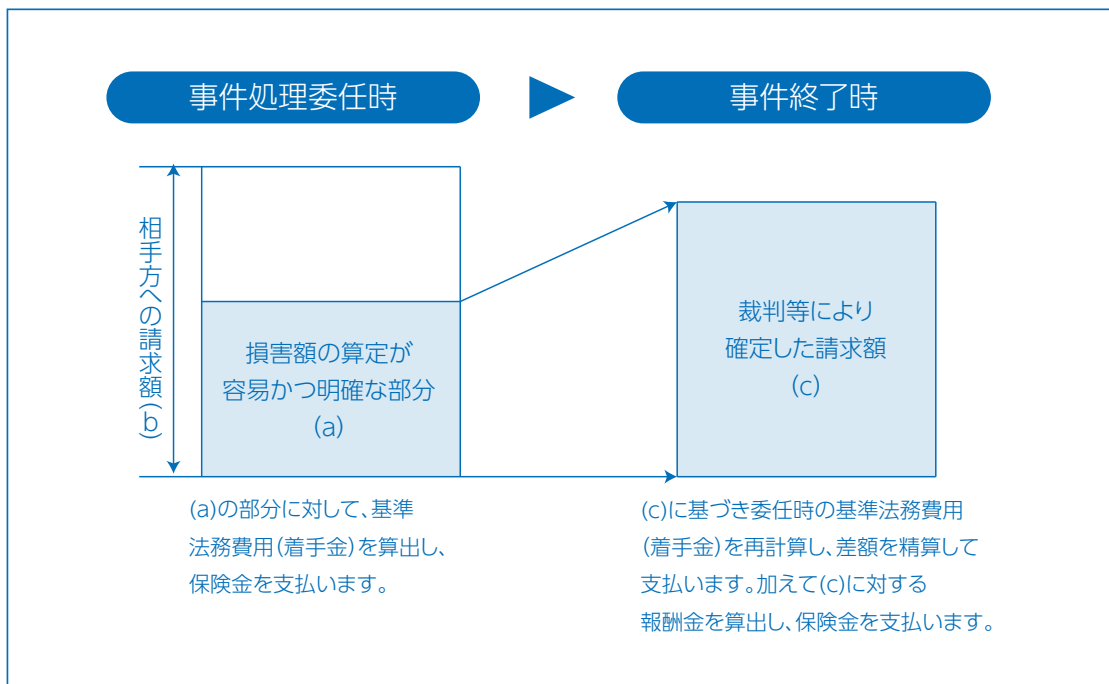 事件処理委任時
事件終了時
相手方への請求額(b)
損害額の算定が
容易かつ明確な部分
(a)
裁判等により
確定した請求額
(c)
(a)の部分に対して、基準
法務費用(着手金)を算出し、
保険金を支払います。
(c)に基づき委任時の基準法務費用
(着手金)を再計算し、差額を精算して
支払います。加えて(c)に対する
報酬金を算出し、保険金を支払います。